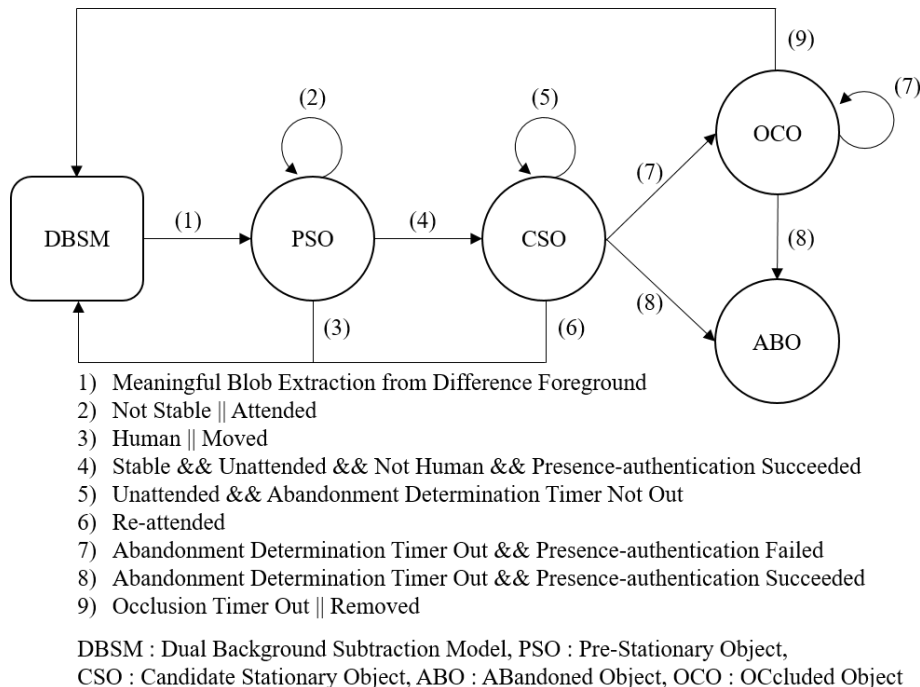 (9)
(2)
(5)
(7)
OCO
(7)
(1)
(4)
DBSM
PSO
CSO
(8)
(3)
(6)
(8)
ABO
1) Meaningful Blob Extraction from Difference Foreground
2) Not Stable || Attended
3) Human || Moved
4) Stable && Unattended && Not Human && Presence-authentication Succeeded
5) Unattended && Abandonment Determination Timer Not Out
6) Re-attended
7) Abandonment Determination Timer Out && Presence-authentication Failed
8) Abandonment Determination Timer Out && Presence-authentication Succeeded
9) Occlusion Timer Out || Removed
DBSM : Dual Background Subtraction Model, PSO : Pre-Stationary Object,
CSO : Candidate Stationary Object, ABO : ABandoned Object, OCO : OCcluded Object